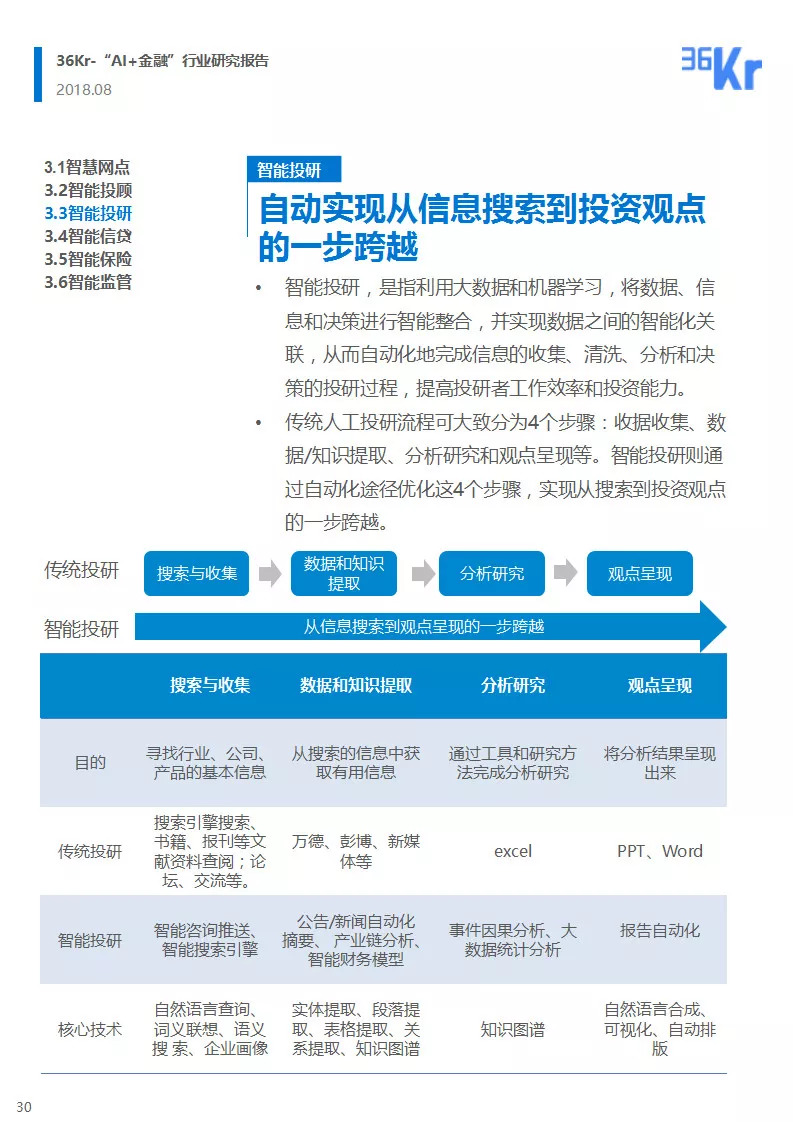 36Kr-“AI+金融”行业研究报告
2018.08
36Kr
3.1智慧网点
3.2智能投顾
3.3智能投研
3.4智能信贷
3.5智能保险
3.6智能监管
智能投研
自动实现从信息搜索到投资观点
的一步跨越
• 智能投研，是指利用大数据和机器学习，将数据、信
息和决策进行智能整合，并实现数据之间的智能化关
联，从而自动化地完成信息的收集、清洗、分析和决
策的投研过程，提高投研者工作效率和投资能力。
• 传统人工投研流程可大致分为4个步骤：收据收集、数
据/知识提取、分析研究和观点呈现等。智能投研则通
过自动化途径优化这4个步骤，实现从搜索到投资观点
的一步跨越。
传统投研
搜索与收集
数据和知识
提取
分析研究
观点呈现
智能投研
从信息搜索到观点呈现的一步跨越
搜索与收集
数据和知识提取
分析研究
观点呈现
目的
寻找行业、公司、
产品的基本信息
从搜索的信息中获
取有用信息
通过工具和研究方
法完成分析研究
将分析结果呈现
出来
传统投研
搜索引擎搜索、
书籍、报刊等文
献资料查阅；论
坛、交流等。
万德、彭博、新媒
体等
excel
PPT、Word
智能投研
智能咨询推送、
智能搜索引擎
公告/新闻自动化
摘要、 产业链分析、
智能财务模型
事件因果分析、大
数据统计分析
报告自动化
核心技术
自然语言查询、
词义联想、语义
搜 索、企业画像
实体提取、段落提
取、表格提取、关
系提取、知识图谱
知识图谱
自然语言合成、
可视化、自动排
版
30